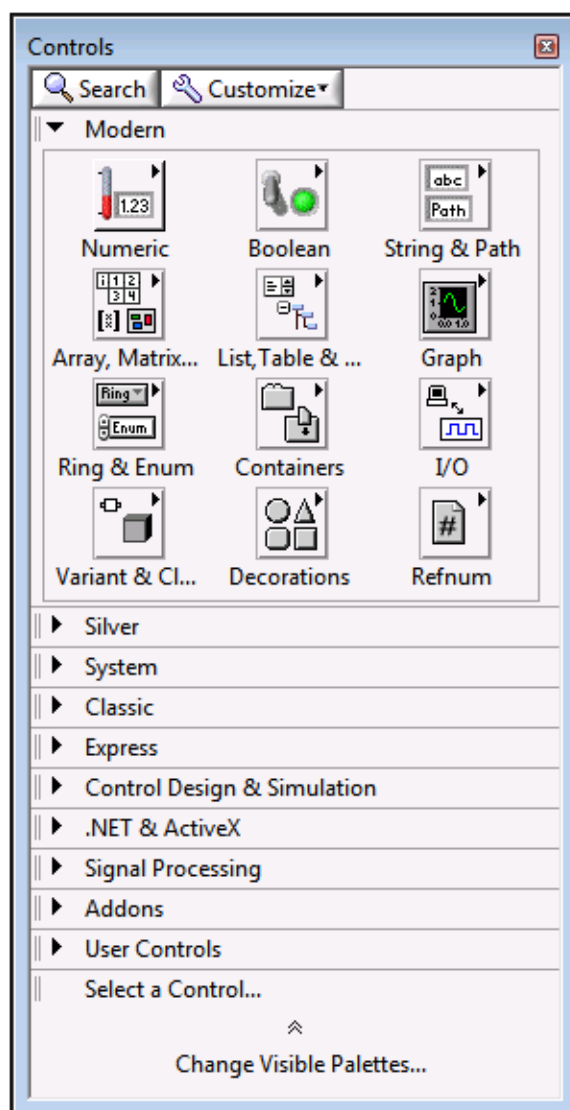 Controls
Search Customize
Modern
1.23 abc
Path
Numeric Boolean String & Path
Array, Matrix... List, Table & ... Graph
Ring
Enum
Ring & Enum Containers I/O
#
Variant & Cl... Decorations Refnum
Silver
System
Classic
Express
Control Design & Simulation
.NET & ActiveX
Signal Processing
Addons
User Controls
Select a Control...
Change Visible Palettes...